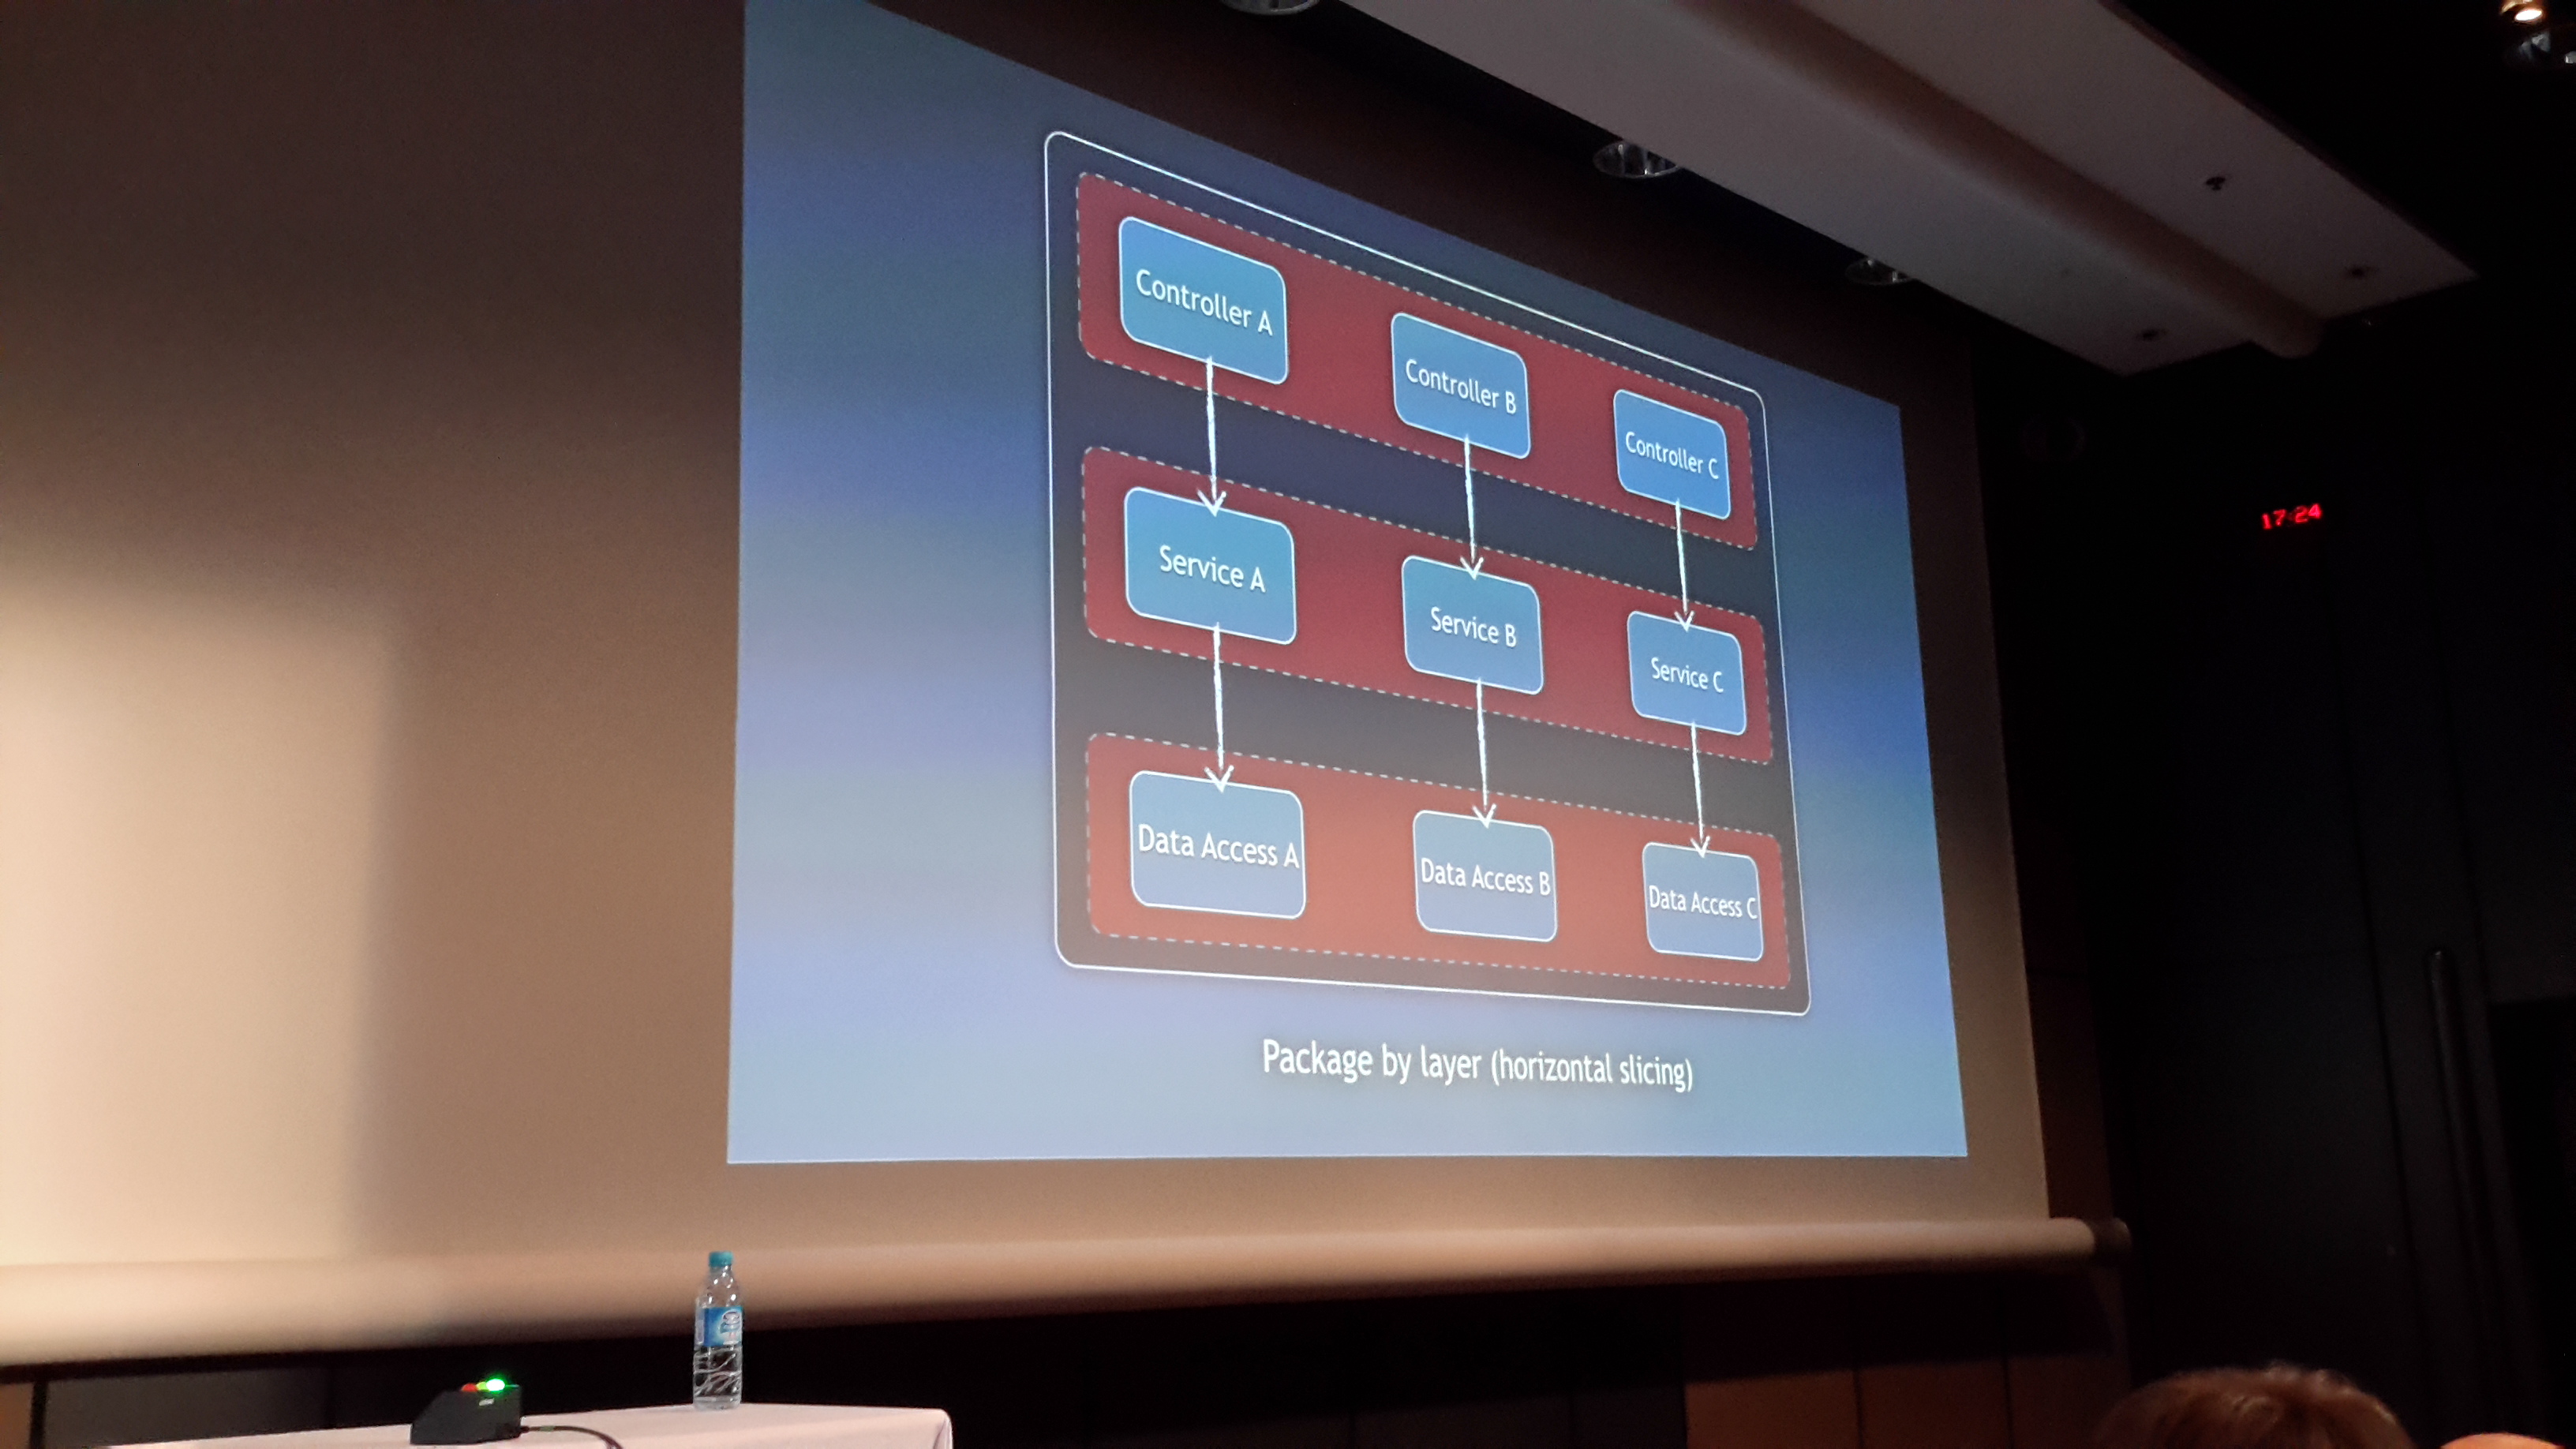 Controller A
Controller B
Controller C
Service A
Service B
Service C
Data Access A
Data Access B
Data Access C
Package by layer (horizontal slicing)
17:24